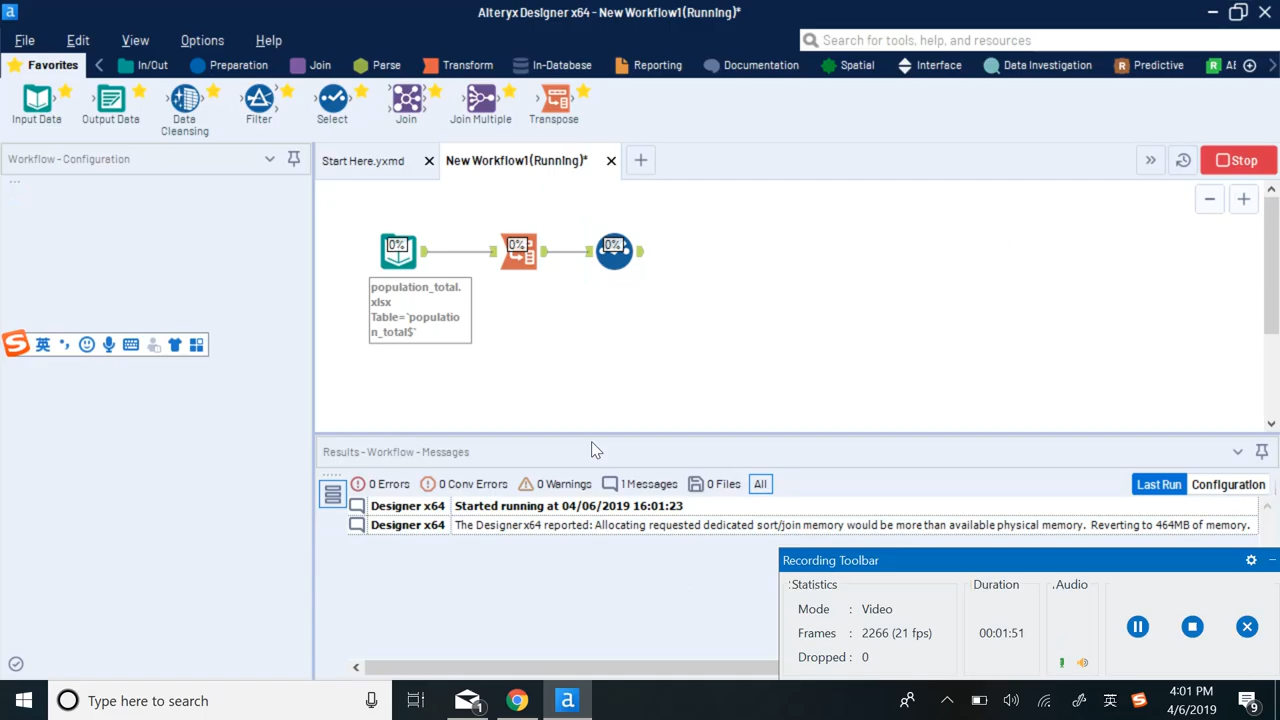 Alteryx Designer x64 - New Workflow1(Running)*
File Edit View Options Help
Search for tools, help, and resources
Favorites In/Out Preparation Join Parse Transform In-Database Reporting Documentation Spatial Interface Data Investigation Predictive AE
Input Data Output Data Data Cleansing Filter Select Join Join Multiple Transpose
Workflow - Configuration
Start Here.yxmd
New Workflow1(Running)*
Stop
0% 0% 0%
population_total.
xlsx
Table=`populatio
n_total$`
英
Results - Workflow - Messages
0 Errors 0 Conv Errors 0 Warnings 1 Messages 0 Files All
Last Run Configuration
Designer x64 Started running at 04/06/2019 16:01:23
Designer x64 The Designer x64 reported: Allocating requested dedicated sort/join memory would be more than available physical memory. Reverting to 464MB of memory.
Recording Toolbar
Statistics Duration Audio
Mode : Video
Frames : 2266 (21 fps)
00:01:51
Dropped : 0
Type here to search
1
英
4:01 PM
4/6/2019
9